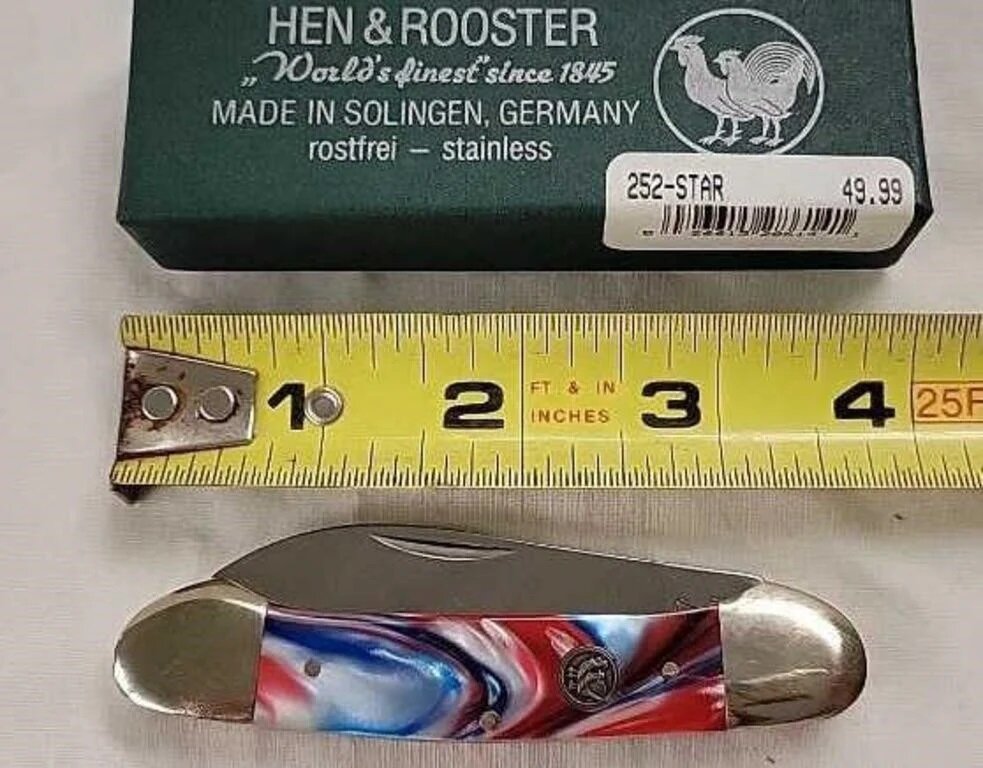 HEN & ROOSTER
„World's finest" since 1845
MADE IN SOLINGEN, GERMANY
rostfrei – stainless
252-STAR 49.99
1 2 FT & IN 3 4 25F
INCHES